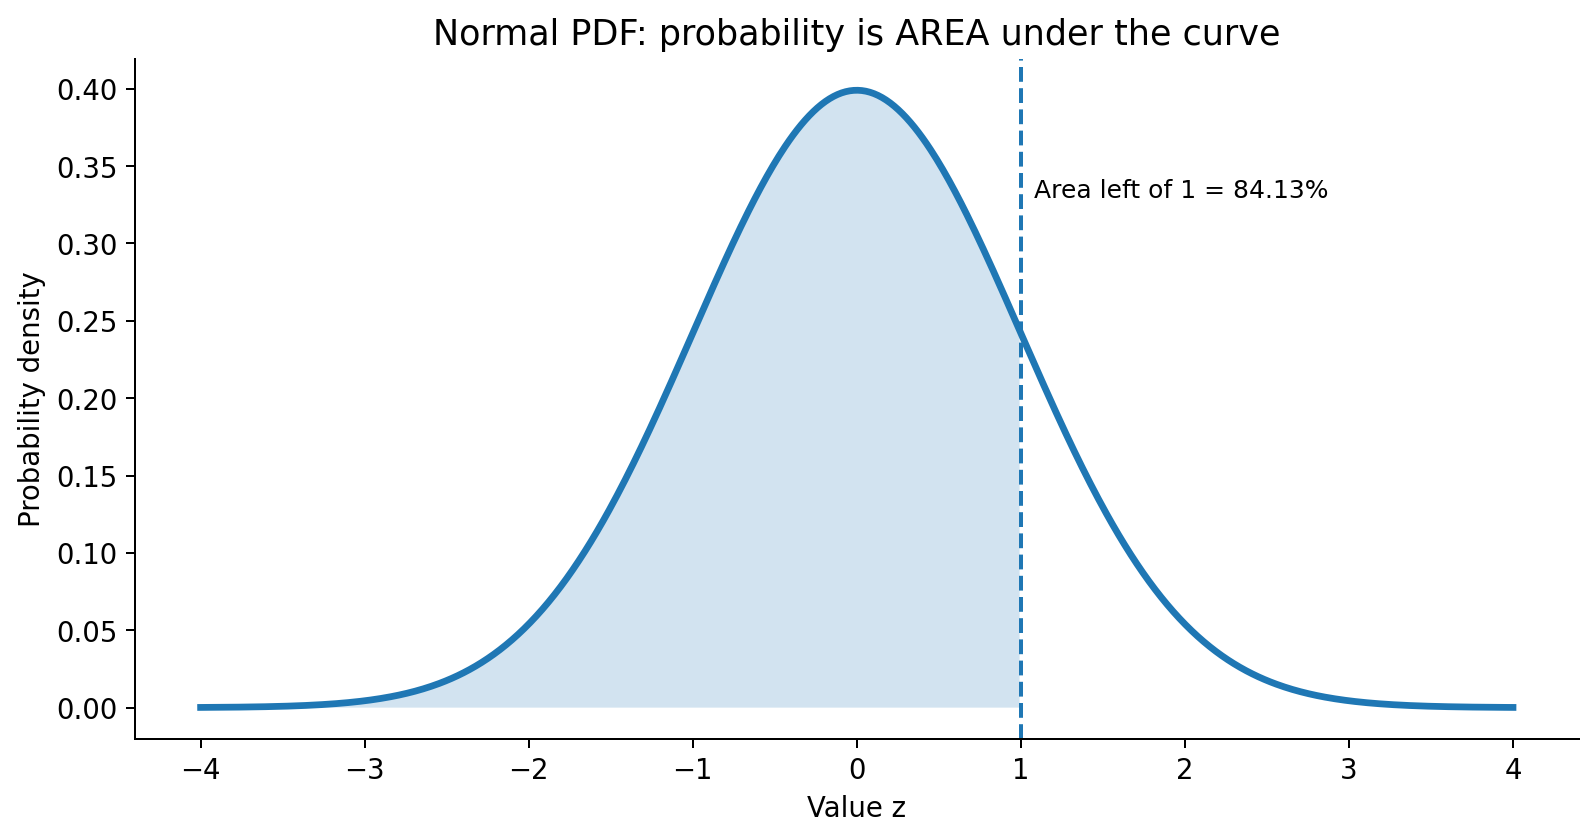 Normal PDF: probability is AREA under the curve
0.40
0.35
Area left of 1 = 84.13%
0.30
0.25
0.20
0.15
0.10
0.05
0.00
Probability density
−4 −3 −2 −1 0 1 2 3 4
Value z